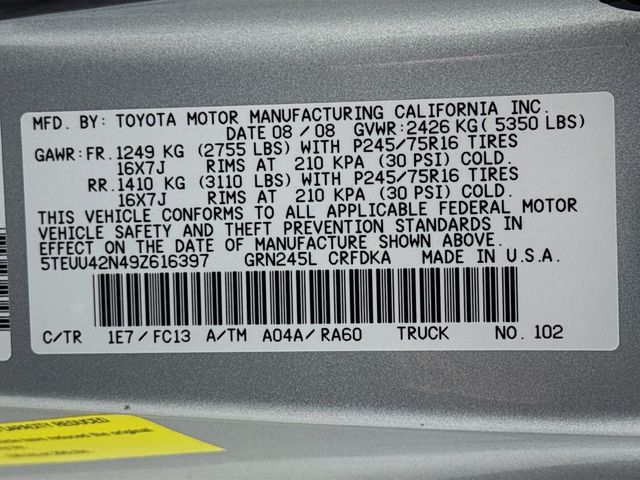 MFD. BY: TOYOTA MOTOR MANUFACTURING CALIFORNIA INC.
DATE 08/08 GVWR: 2426 KG( 5350 LBS)
GAWR: FR. 1249 KG (2755 LBS) WITH P245/75R16 TIRES
16X7J RIMS AT 210 KPA (30 PSI) COLD.
RR. 1410 KG (3110 LBS) WITH P245/75R16 TIRES
16X7J RIMS AT 210 KPA (30 PSI) COLD.
THIS VEHICLE CONFORMS TO ALL APPLICABLE FEDERAL MOTOR
VEHICLE SAFETY AND THEFT PREVENTION STANDARDS IN
EFFECT ON THE DATE OF MANUFACTURE SHOWN ABOVE.
5TEUU42N49Z616397 GRN245L CRFDKA MADE IN U.S.A.
C/TR 1E7/FC13 A/TM A04A/RA60 TRUCK NO. 102
CAPACITY REDUCED